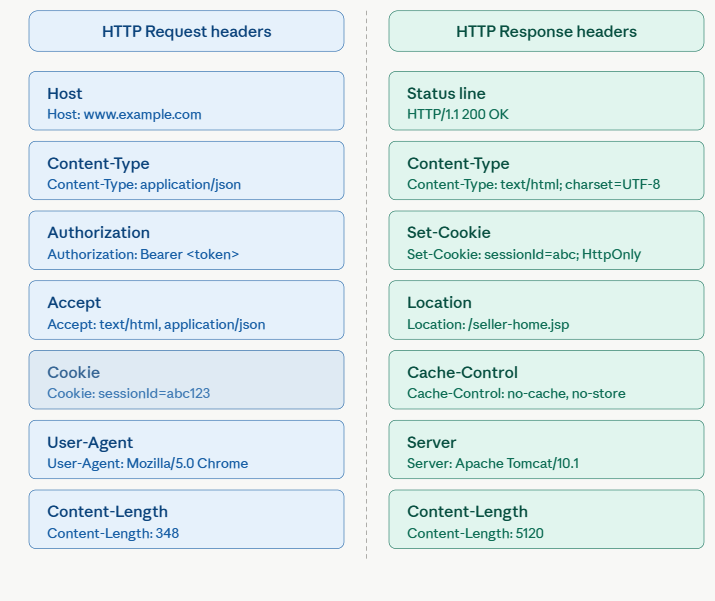 HTTP Request headers
Host
Host: www.example.com
Content-Type
Content-Type: application/json
Authorization
Authorization: Bearer <token>
Accept
Accept: text/html, application/json
Cookie
Cookie: sessionId=abc123
User-Agent
User-Agent: Mozilla/5.0 Chrome
Content-Length
Content-Length: 348
HTTP Response headers
Status line
HTTP/1.1 200 OK
Content-Type
Content-Type: text/html; charset=UTF-8
Set-Cookie
Set-Cookie: sessionId=abc; HttpOnly
Location
Location: /seller-home.jsp
Cache-Control
Cache-Control: no-cache, no-store
Server
Server: Apache Tomcat/10.1
Content-Length
Content-Length: 5120